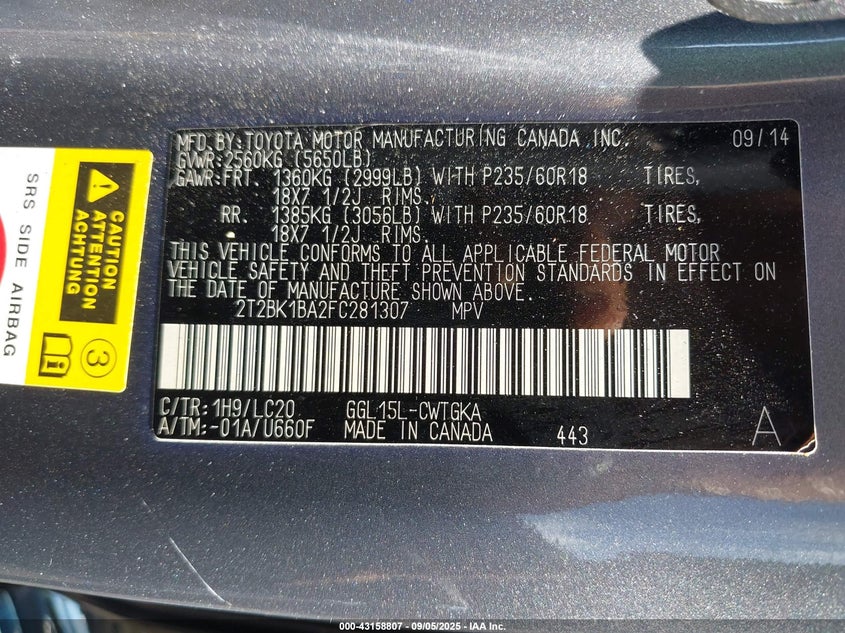 MFD. BY: TOYOTA MOTOR MANUFACTURING CANADA INC. 09/14
GVWR: 2560KG (5650LB)
GAWR: FRT. 1360KG (2999LB) WITH P235/60R18 TIRES,
18X7 1/2J RIMS.
RR. 1385KG (3056LB) WITH P235/60R18 TIRES,
18X7 1/2J RIMS.
THIS VEHICLE CONFORMS TO ALL APPLICABLE FEDERAL MOTOR
VEHICLE SAFETY AND THEFT PREVENTION STANDARDS IN EFFECT ON
THE DATE OF MANUFACTURE SHOWN ABOVE.
2T2BK1BA2FC281307 MPV
C/TR: 1H9/LC20 GGL15L-CWTGKA
A/TM: -01A/U660F MADE IN CANADA 443 A
CAUTION
ATTENTION
ACHTUNG
3
SRS SIDE AIRBAG
000-43158807 - 09/05/2025 - IAA Inc.